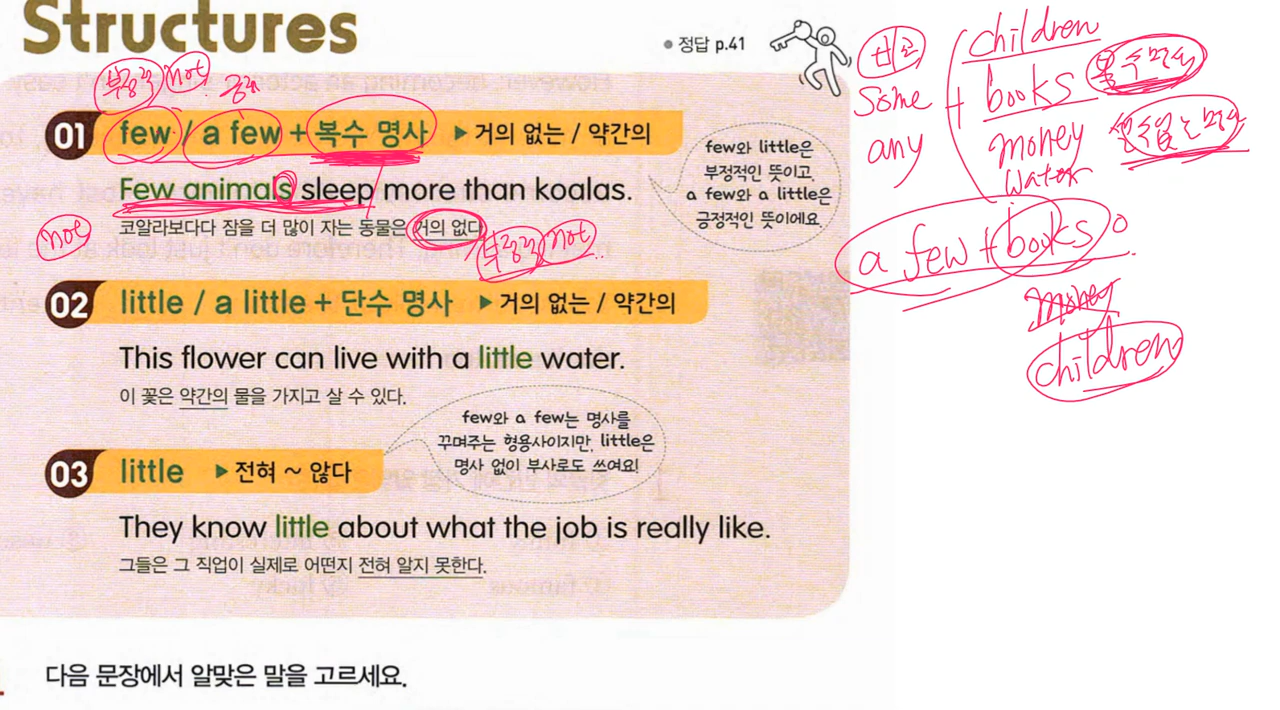 Structures
• 정답 p.41
부정적 not 긍정
01 few / a few + 복수 명사 ▶ 거의 없는 / 약간의
Few animals sleep more than koalas.
코알라보다다 잠을 더 많이 자는 동물은 거의 없다.
not
not
few와 little은
부정적인 뜻이고,
a few와 a little은
긍정적인 뜻이에요.
02 little / a little + 단수 명사 ▶ 거의 없는 / 약간의
This flower can live with a little water.
이 꽃은 약간의 물을 가지고 살 수 있다.
few와 a few는 명사를
꾸며주는 형용사이지만, little은
명사 없이 부사로도 쓰여요!
03 little ▶ 전혀 ~ 않다
They know little about what the job is really like.
그들은 그 직업이 실제로 어떤지 전혀 알지 못한다.
다음 문장에서 알맞은 말을 고르세요.
children
some + books
any money
water
a few + books
money
children